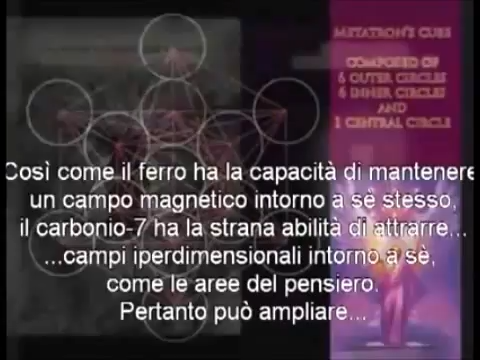 METATRON'S CUBE
COMPOSED OF
6 OUTER CIRCLES
6 INNER CIRCLES
AND
1 CENTRAL CIRCLE
Così come il ferro ha la capacità di mantenere
un campo magnetico intorno a sè stesso,
il carbonio-7 ha la strana abilità di attrarre...
...campi iperdimensionali intorno a sè,
come le aree del pensiero.
Pertanto può ampliare...